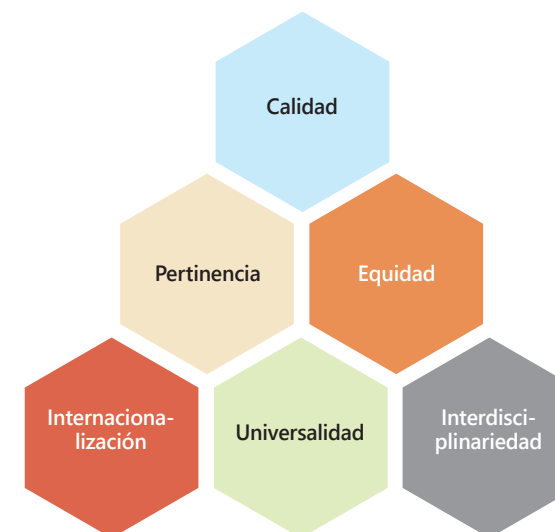 Calidad
Pertinencia
Equidad
Internaciona-
lización
Universalidad
Interdisci-
plinariedad